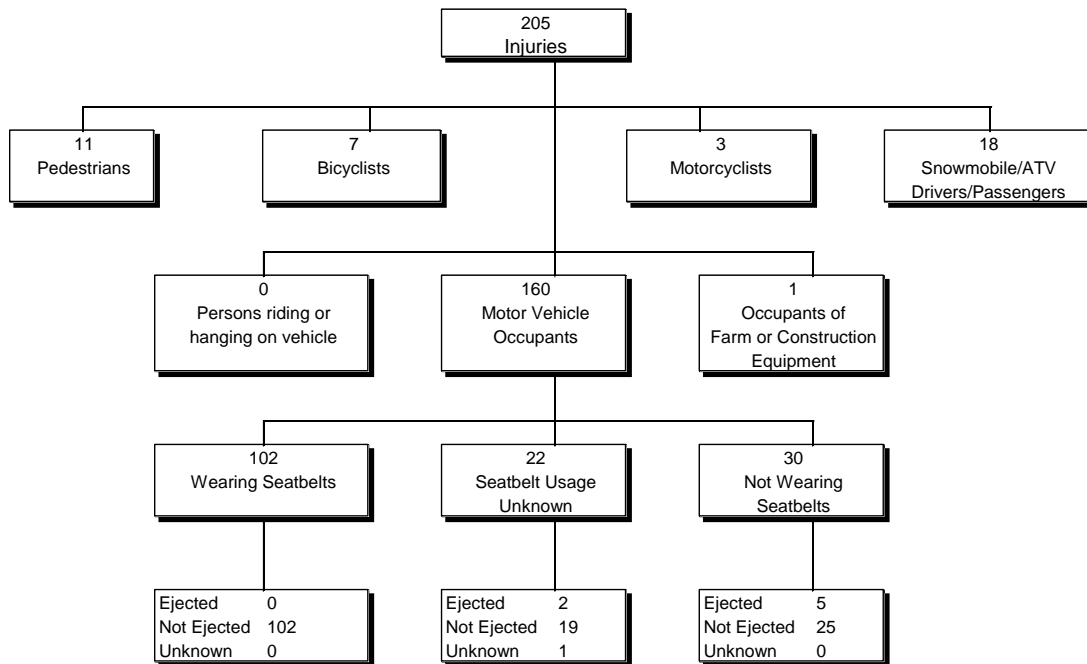 205
Injuries
11
Pedestrians
7
Bicyclists
3
Motorcyclists
18
Snowmobile/ATV
Drivers/Passengers
0
Persons riding or
hanging on vehicle
160
Motor Vehicle
Occupants
1
Occupants of
Farm or Construction
Equipment
102
Wearing Seatbelts
22
Seatbelt Usage
Unknown
30
Not Wearing
Seatbelts
Ejected 0
Not Ejected 102
Unknown 0
Ejected 2
Not Ejected 19
Unknown 1
Ejected 5
Not Ejected 25
Unknown 0